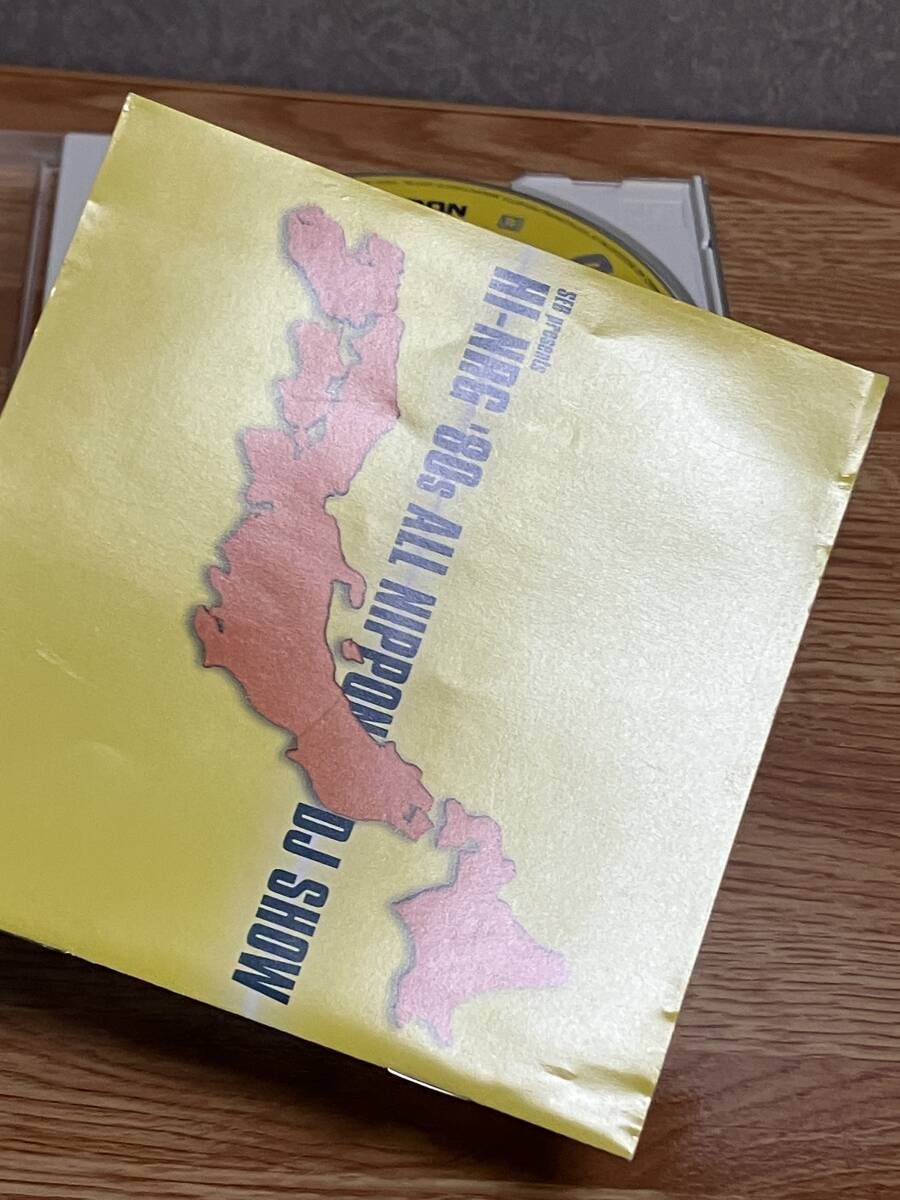 SEB presents
HI-NRG '80s ALL NIPPON DJ SHOW